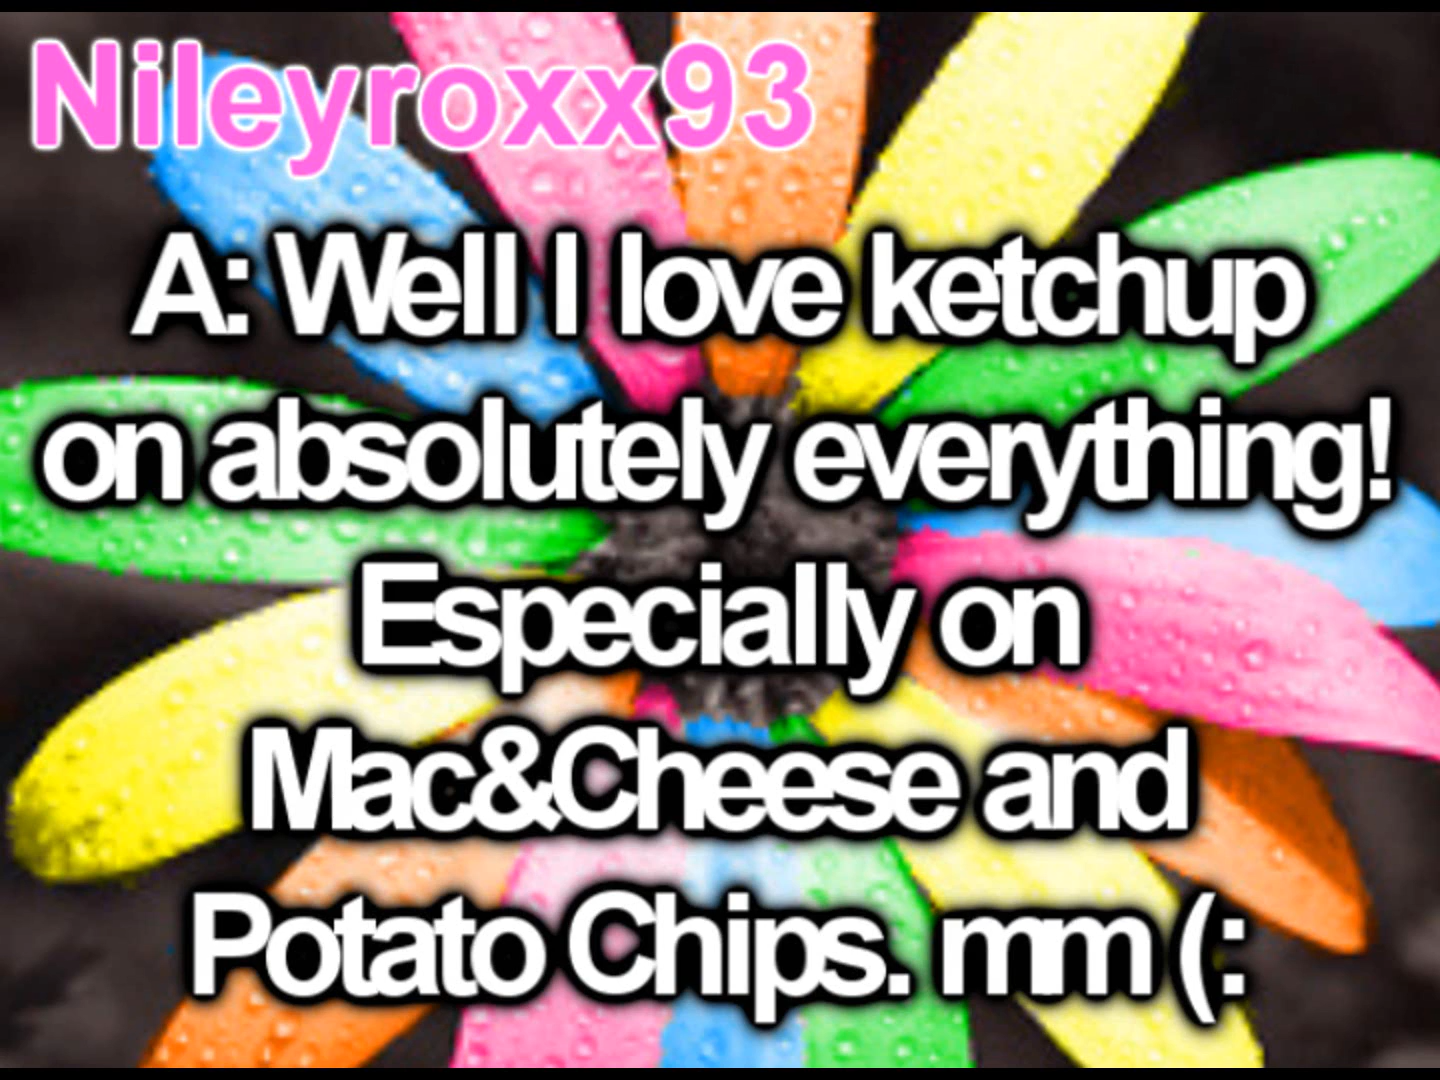 Nileyroxx93
A: Well I love ketchup
on absolutely everything!
Especially on
Mac&Cheese and
Potato Chips. mm (: